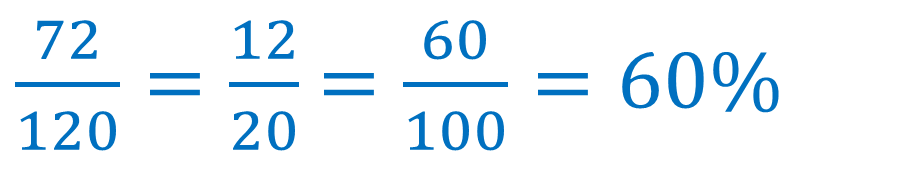 72/120 = 12/20 = 60/100 = 60%